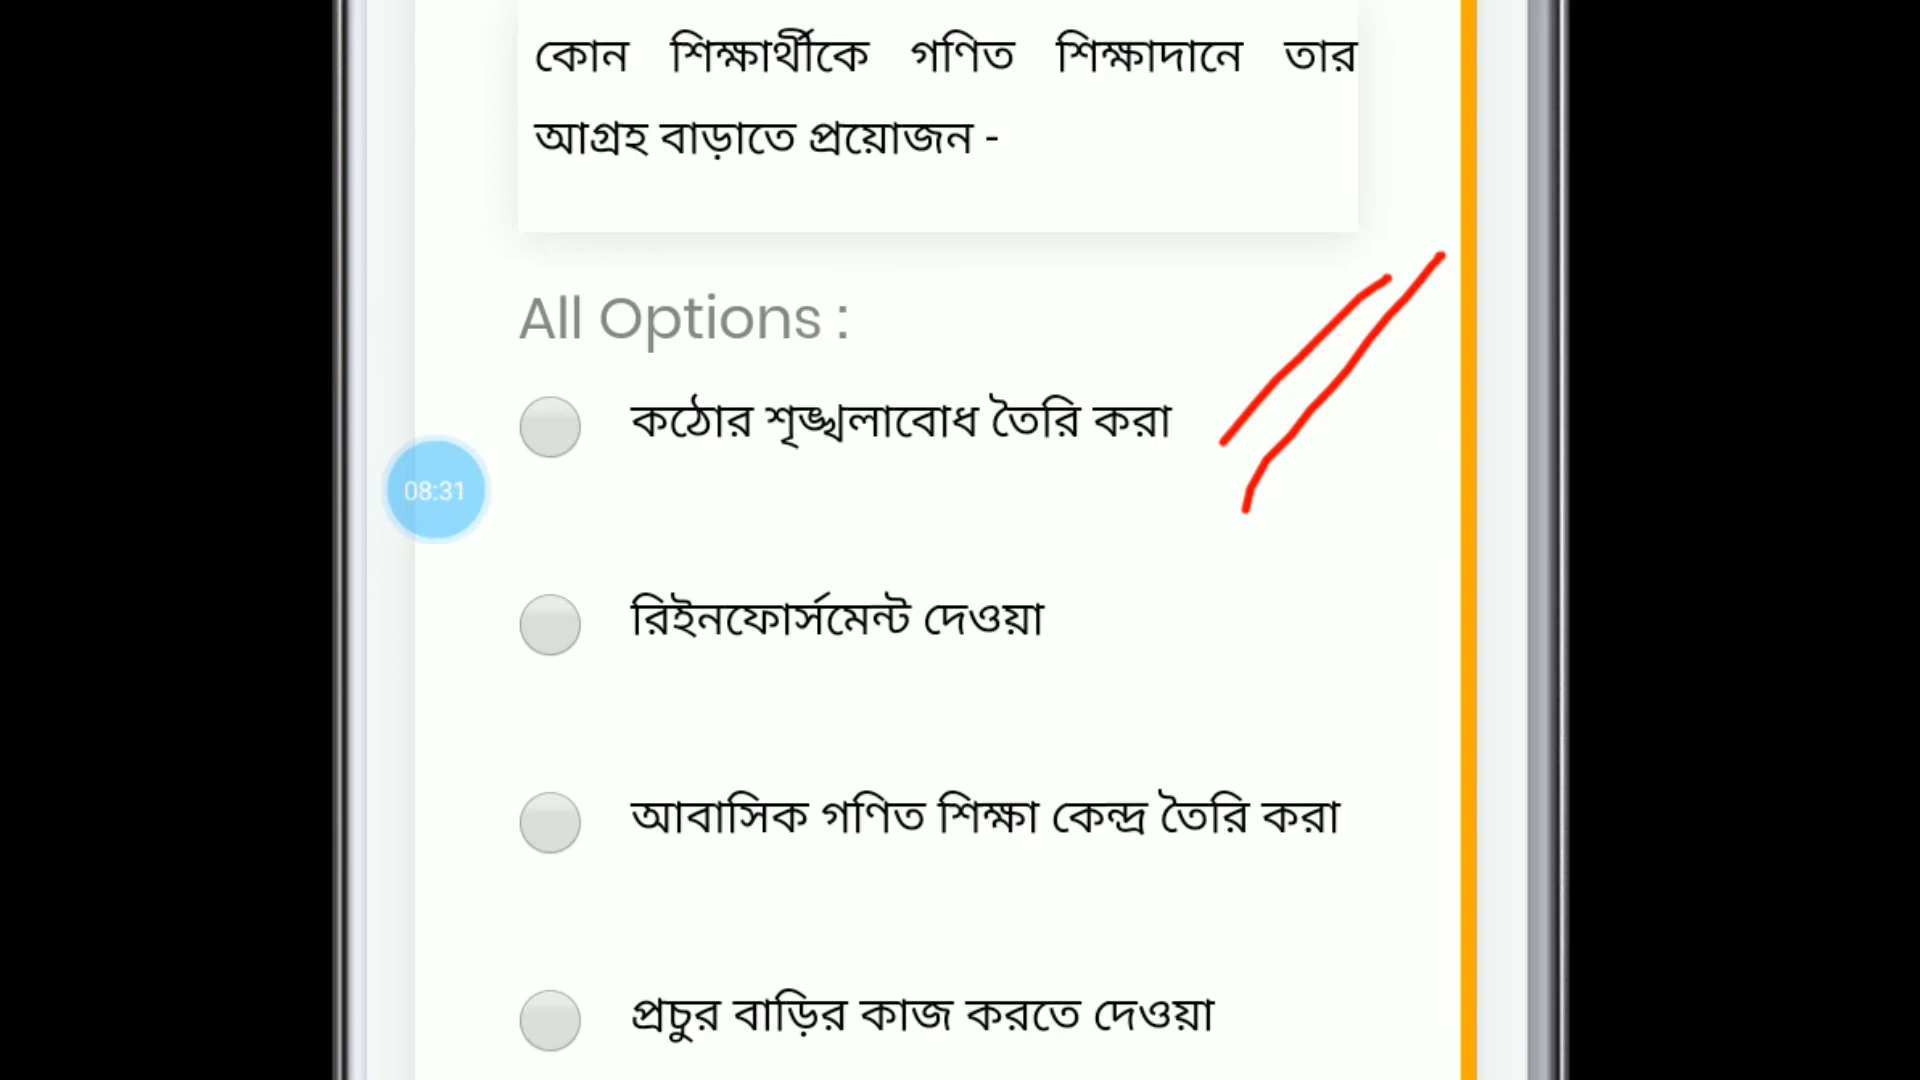 কোন শিক্ষার্থীকে গণিত শিক্ষাদানে তার
আগ্রহ বাড়াতে প্রয়োজন -
All Options :
কঠোর শৃঙ্খলাবোধ তৈরি করা
08:31
রিইনফোর্সমেন্ট দেওয়া
আবাসিক গণিত শিক্ষা কেন্দ্র তৈরি করা
প্রচুর বাড়ির কাজ করতে দেওয়া